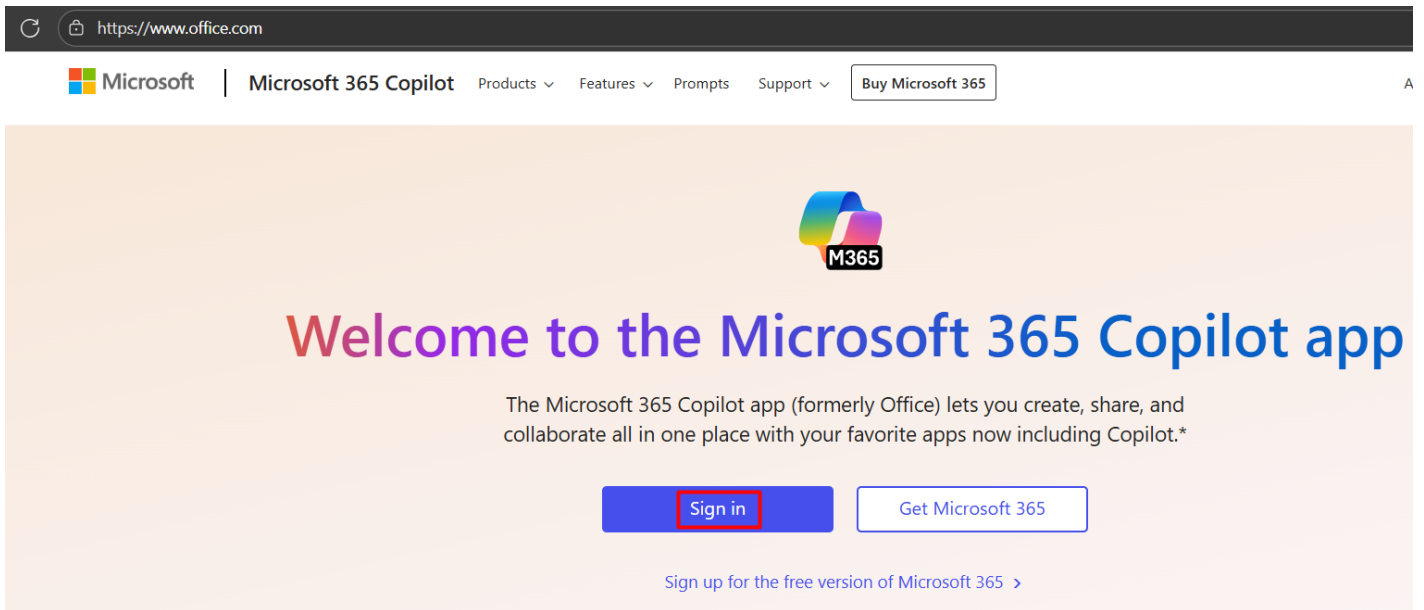 https://www.office.com
Microsoft | Microsoft 365 Copilot Products Features Prompts Support Buy Microsoft 365 A
M365
Welcome to the Microsoft 365 Copilot app
The Microsoft 365 Copilot app (formerly Office) lets you create, share, and
collaborate all in one place with your favorite apps now including Copilot.*
Sign in Get Microsoft 365
Sign up for the free version of Microsoft 365 >